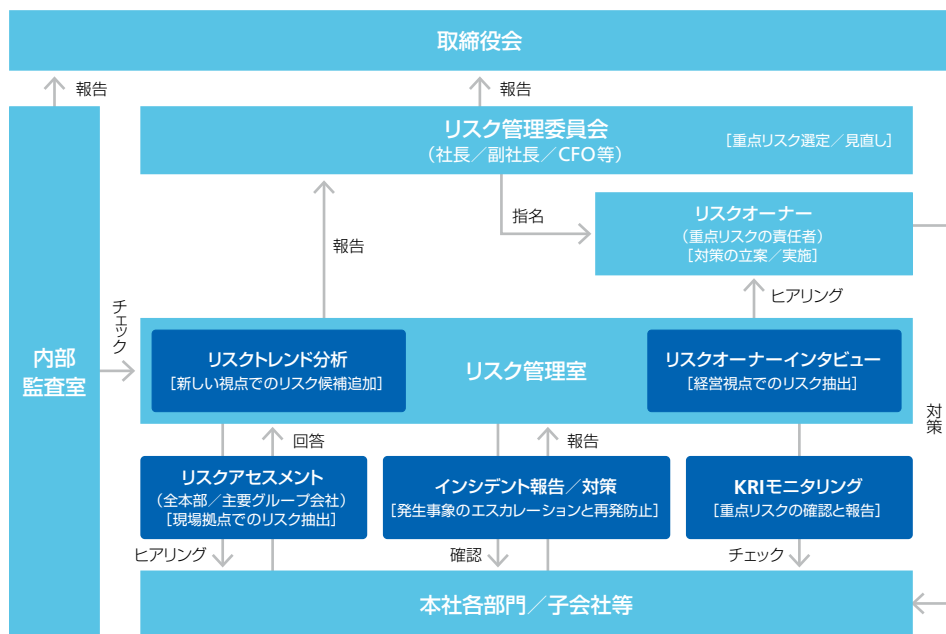 取締役会
報告
報告
リスク管理委員会
(社長／副社長／CFO等)
[重点リスク選定／見直し]
指名
リスクオーナー
(重点リスクの責任者)
[対策の立案／実施]
報告
ヒアリング
チェック
内部
監査室
リスクトレンド分析
[新しい視点でのリスク候補追加]
リスク管理室
リスクオーナーインタビュー
[経営視点でのリスク抽出]
対策
回答
報告
リスクアセスメント
(全本部／主要グループ会社)
[現場拠点でのリスク抽出]
インシデント報告／対策
[発生事象のエスカレーションと再発防止]
KRIモニタリング
[重点リスクの確認と報告]
ヒアリング
確認
チェック
本社各部門／子会社等